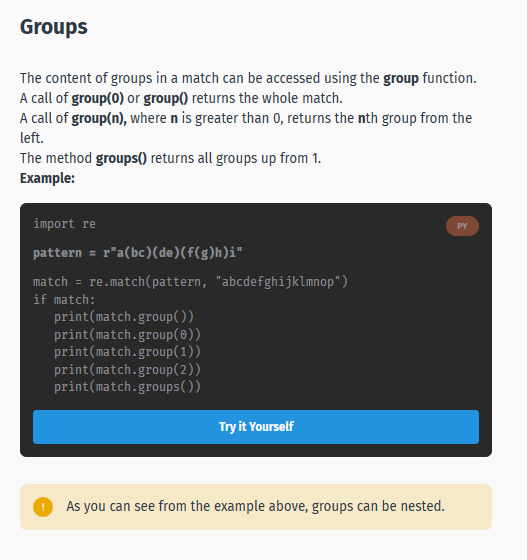 Groups
The content of groups in a match can be accessed using the group function.
A call of group(0) or group() returns the whole match.
A call of group(n), where n is greater than 0, returns the nth group from the
left.
The method groups() returns all groups up from 1.
Example:
import re
PY
pattern = r"a(bc)(de)(f(g)h)i"
match = re.match(pattern, "abcdefghijklmnop")
if match:
   print(match.group())
   print(match.group(0))
   print(match.group(1))
   print(match.group(2))
   print(match.groups())
Try it Yourself
! As you can see from the example above, groups can be nested.